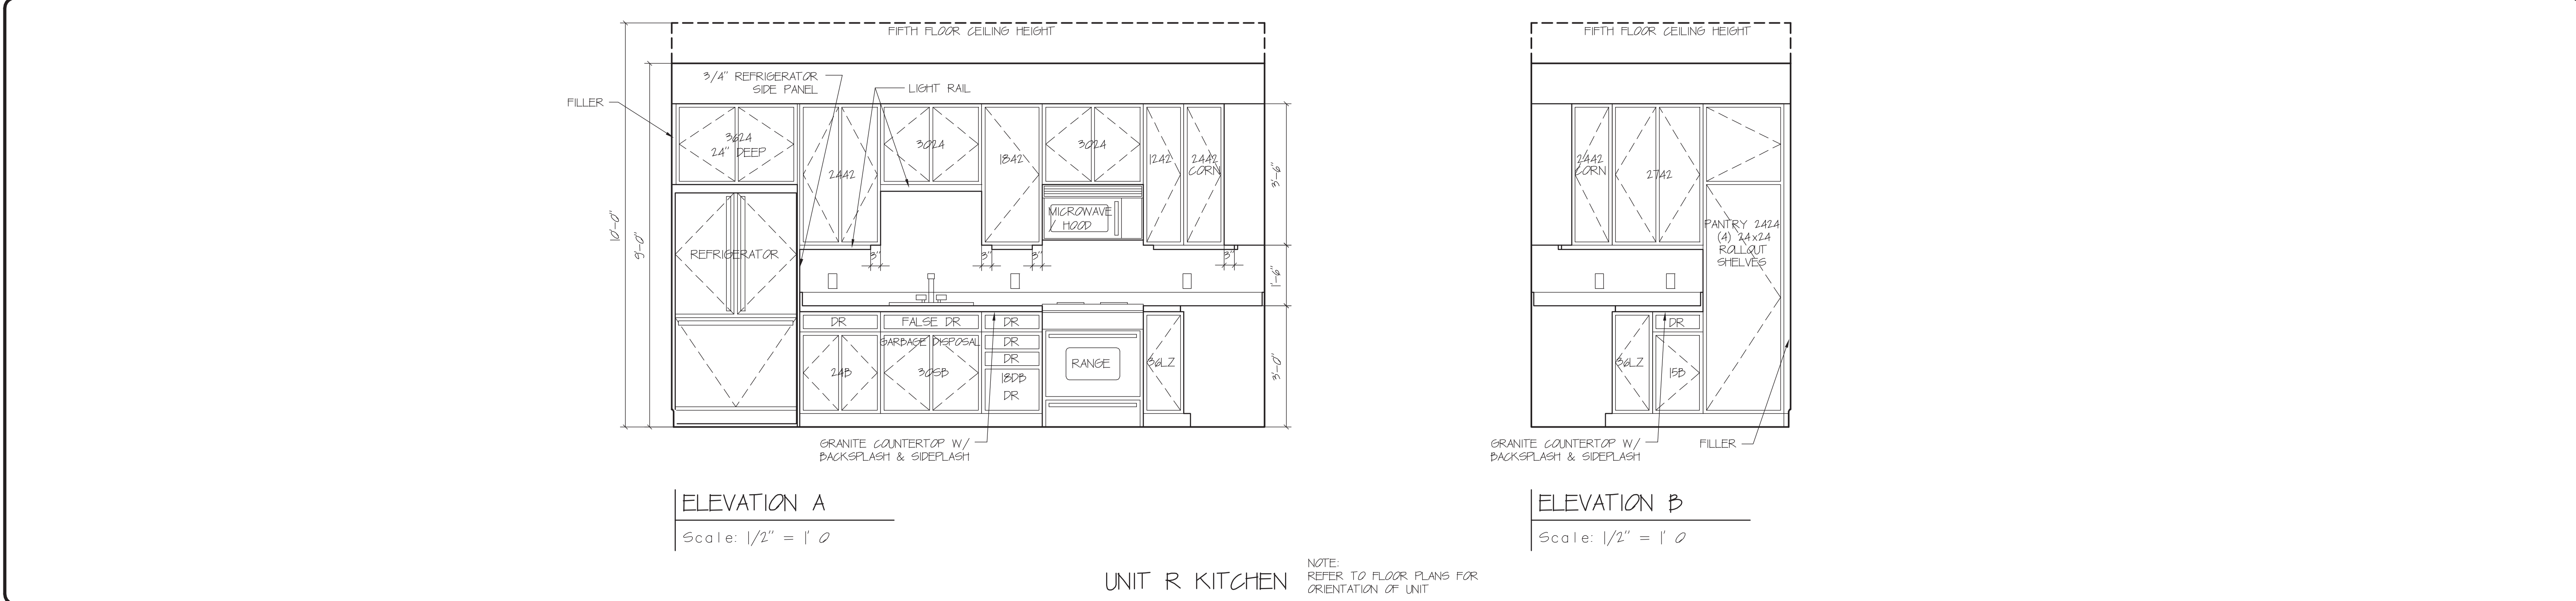 FIFTH FLOOR CEILING HEIGHT
3/4" REFRIGERATOR
SIDE PANEL
LIGHT RAIL
FILLER
3624
24" DEEP
2442
3024
1842
3024
1242
2442
CORN
MICROWAVE
/ HOOD
REFRIGERATOR
10'-0"
9'-0"
3"
3"
3"
3"
3'-6"
1'-6"
3'-0"
DR
FALSE DR
DR
GARBAGE DISPOSAL
DR
DR
24B
30SB
18DB
DR
RANGE
36LZ
GRANITE COUNTERTOP W/
BACKSPLASH & SIDEPLASH
ELEVATION A
Scale: 1/2" = 1' 0
FIFTH FLOOR CEILING HEIGHT
2442
CORN
2742
PANTRY 2424
(4) 24x24
ROLLOUT
SHELVES
DR
36LZ
15B
GRANITE COUNTERTOP W/
BACKSPLASH & SIDEPLASH
FILLER
ELEVATION B
Scale: 1/2" = 1' 0
UNIT R KITCHEN
NOTE:
REFER TO FLOOR PLANS FOR
ORIENTATION OF UNIT